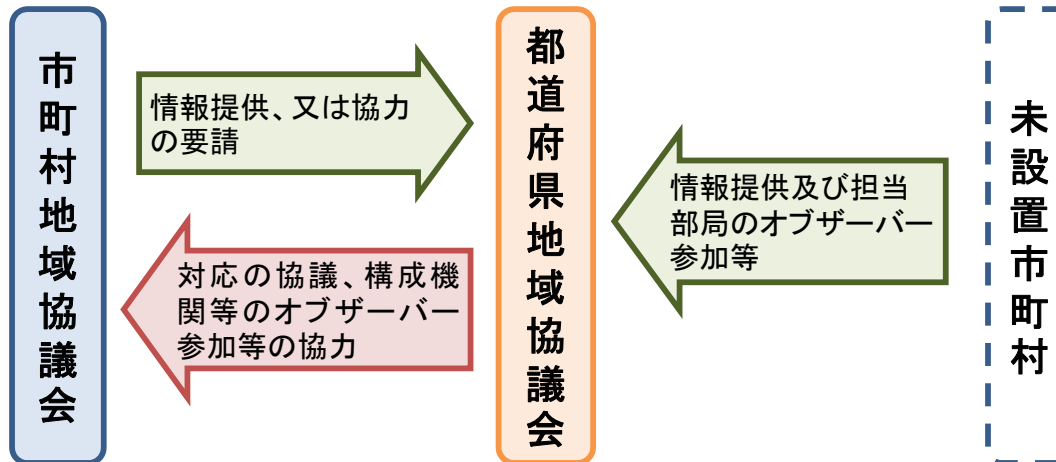 市町村地域協議会
情報提供、又は協力
の要請
対応の協議、構成機
関等のオブザーバー
参加等の協力
都道府県地域協議会
情報提供及び担当
部局のオブザーバー
参加等
未設置市町村